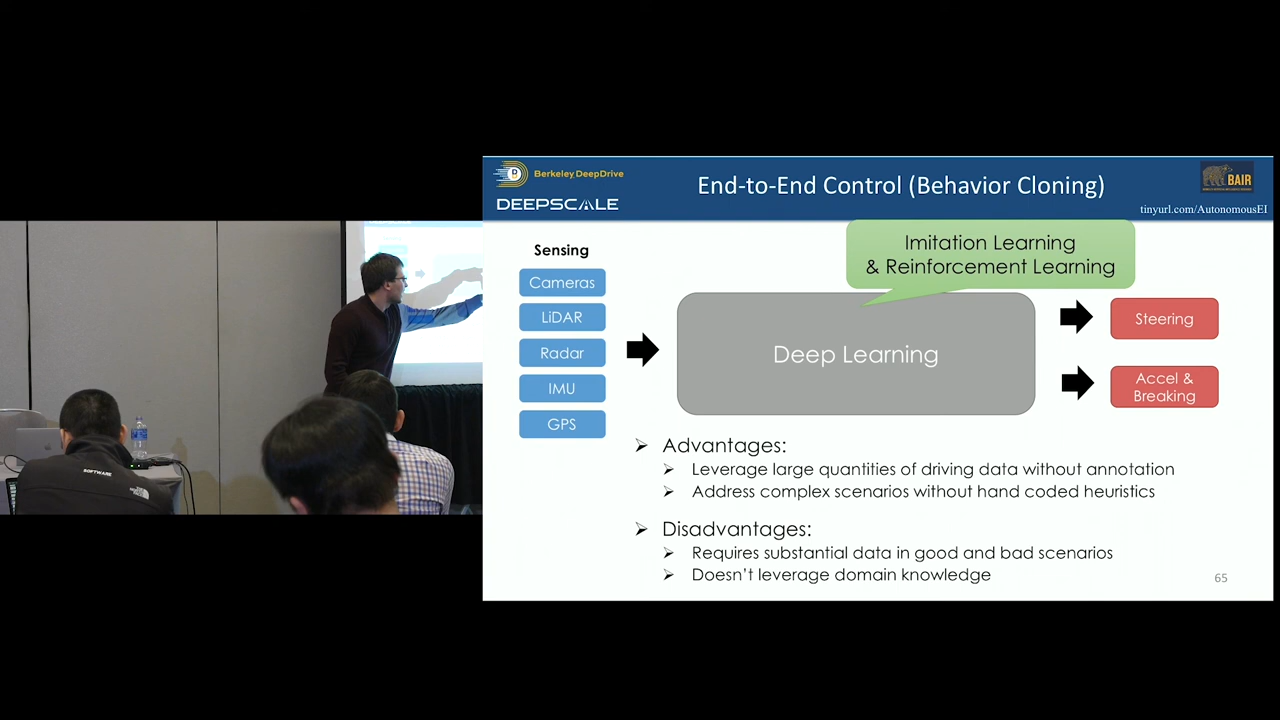 Berkeley DeepDrive
DEEPSCALE
End-to-End Control (Behavior Cloning)
BAIR
tinyurl.com/AutonomousEI
Sensing
Cameras
LiDAR
Radar
IMU
GPS
Imitation Learning
& Reinforcement Learning
Deep Learning
Steering
Accel &
Breaking
Advantages:
Leverage large quantities of driving data without annotation
Address complex scenarios without hand coded heuristics
Disadvantages:
Requires substantial data in good and bad scenarios
Doesn't leverage domain knowledge
65
SOFTWARE